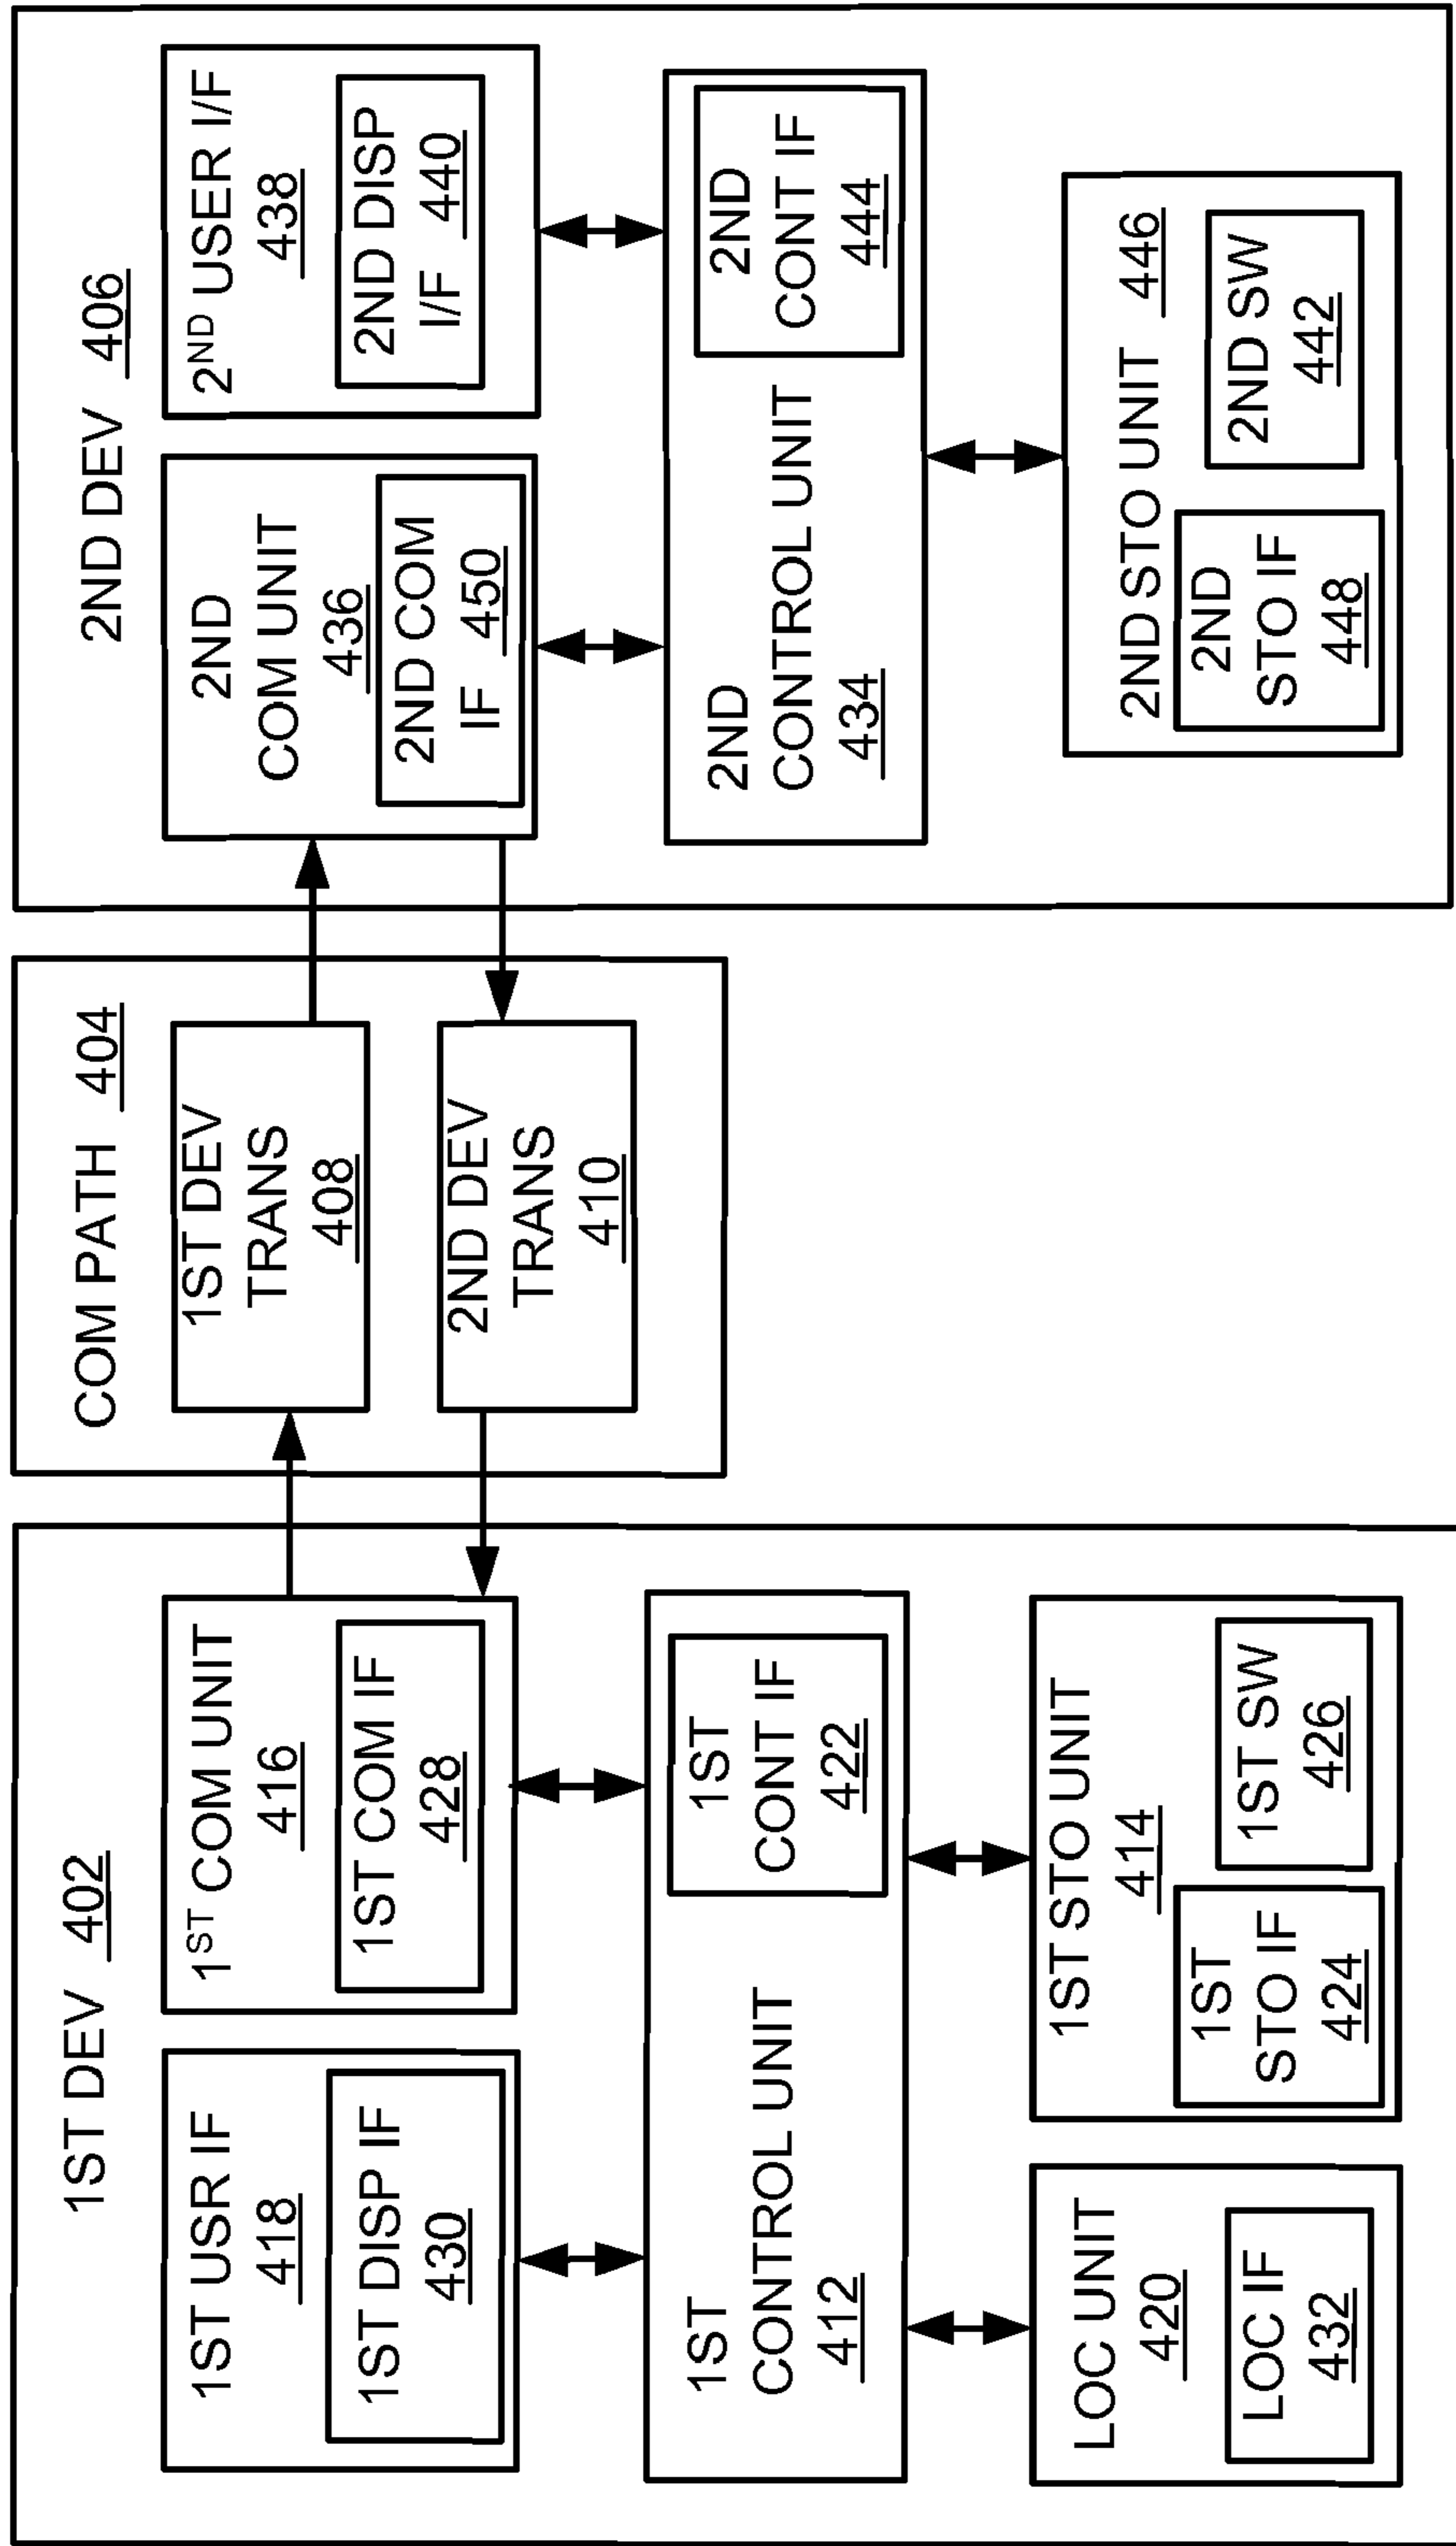 1ST DEV 402
1ST USR IF
418
1ST DISP IF
430
1ST COM UNIT
416
1ST COM IF
428
1ST
CONTROL UNIT
412
1ST
CONT IF
422
LOC UNIT
420
LOC IF
432
1ST STO UNIT
414
1ST
STO IF
424
1ST SW
426
COM PATH 404
1ST DEV
TRANS
408
2ND DEV
TRANS
410
2ND DEV 406
2ND
COM UNIT
436
2ND COM
IF 450
2ND USER I/F
438
2ND DISP
I/F 440
2ND
CONTROL UNIT
434
2ND
CONT IF
444
2ND STO UNIT 446
2ND
STO IF
448
2ND SW
442